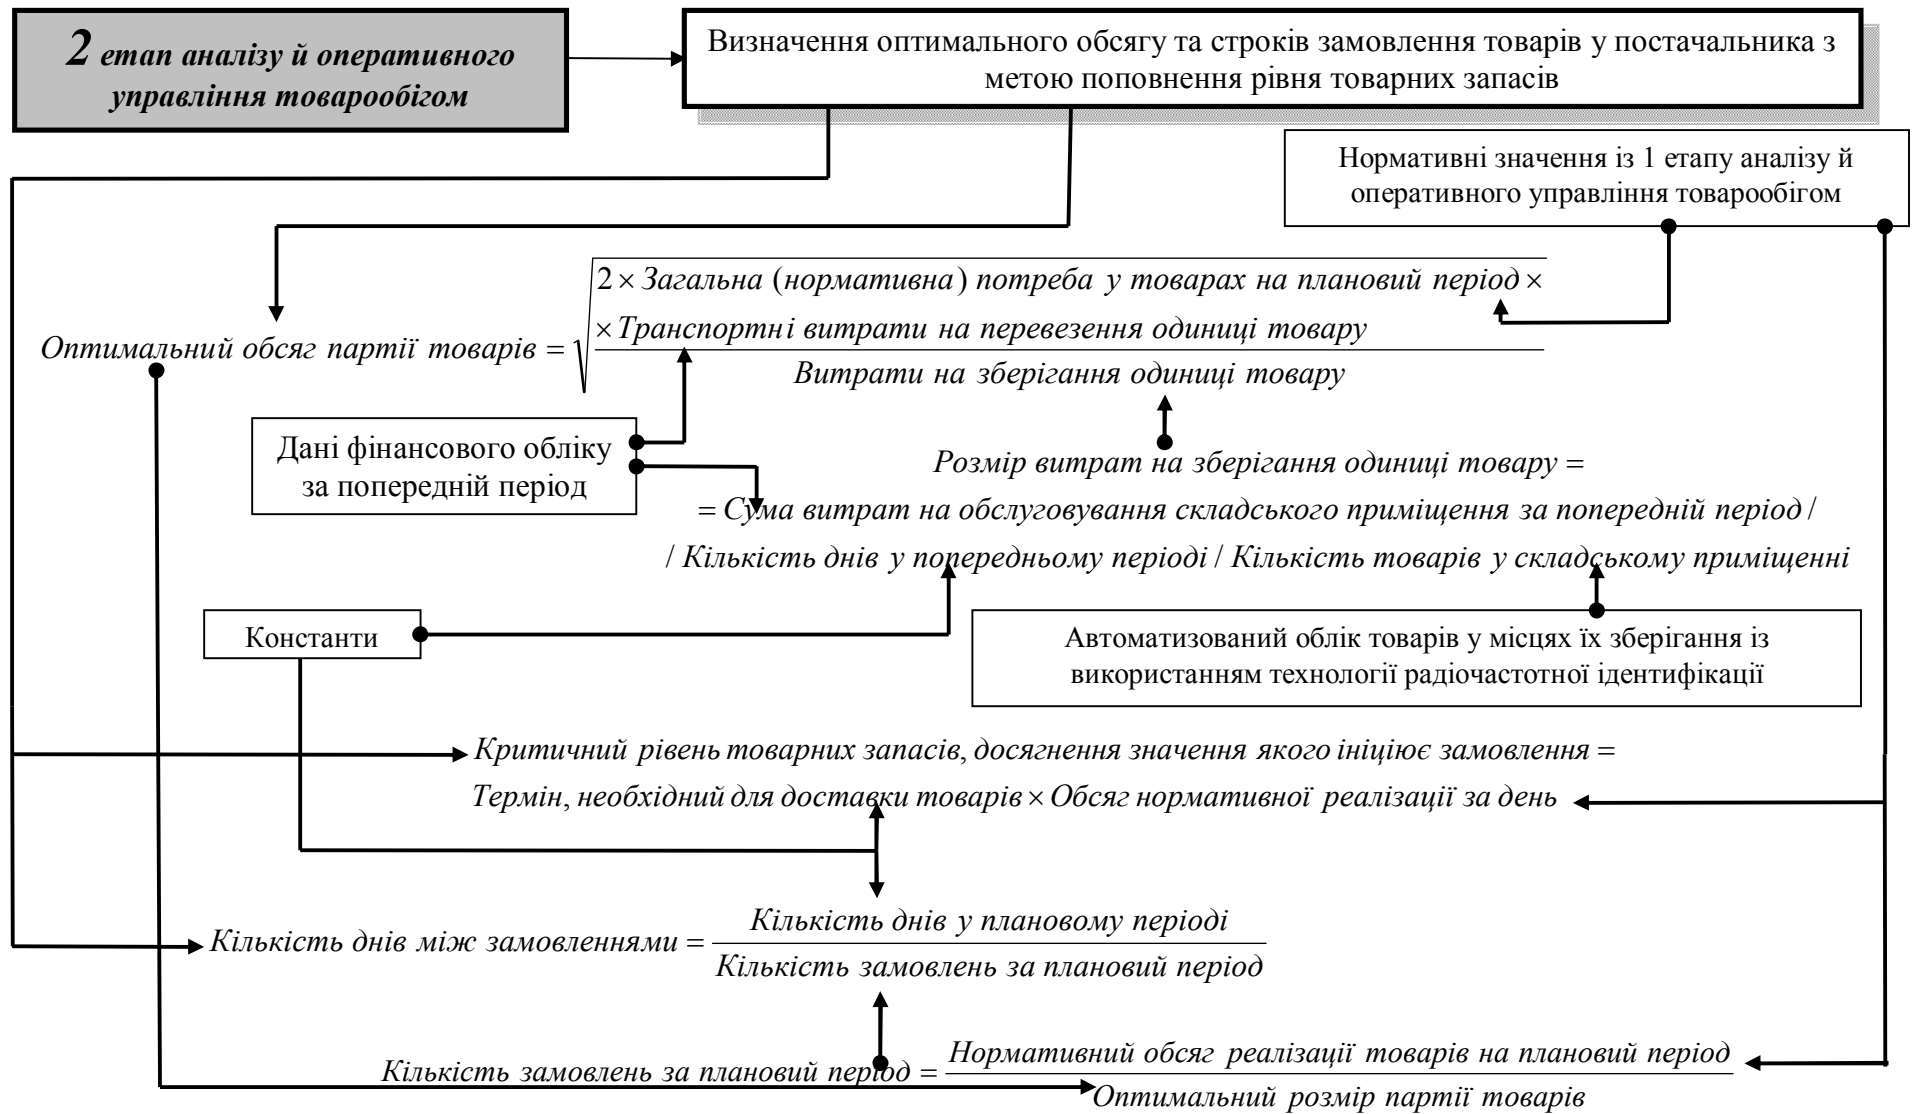 2 етап аналізу й оперативного
управління товарообігом
Визначення оптимального обсягу та строків замовлення товарів у постачальника з
метою поповнення рівня товарних запасів
Нормативні значення із 1 етапу аналізу й
оперативного управління товарообігом
2 × Загальна (нормативна) потреба у товарах на плановий період ×
× Транспортні витрати на перевезення одиниці товару
Оптимальний обсяг партії товарів = √
Витрати на зберігання одиниці товару
Дані фінансового обліку
за попередній період
Розмір витрат на зберігання одиниці товару =
= Сума витрат на обслуговування складського приміщення за попередній період /
/ Кількість днів у попередньому періоді / Кількість товарів у складському приміщенні
Константи
Автоматизований облік товарів у місцях їх зберігання із
використанням технології радіочастотної ідентифікації
Критичний рівень товарних запасів, досягнення значення якого ініціює замовлення =
Термін, необхідний для доставки товарів × Обсяг нормативної реалізації за день
Кількість днів у плановому періоді
Кількість днів між замовленнями =
Кількість замовлень за плановий період
Нормативний обсяг реалізації товарів на плановий період
Кількість замовлень за плановий період =
Оптимальний розмір партії товарів